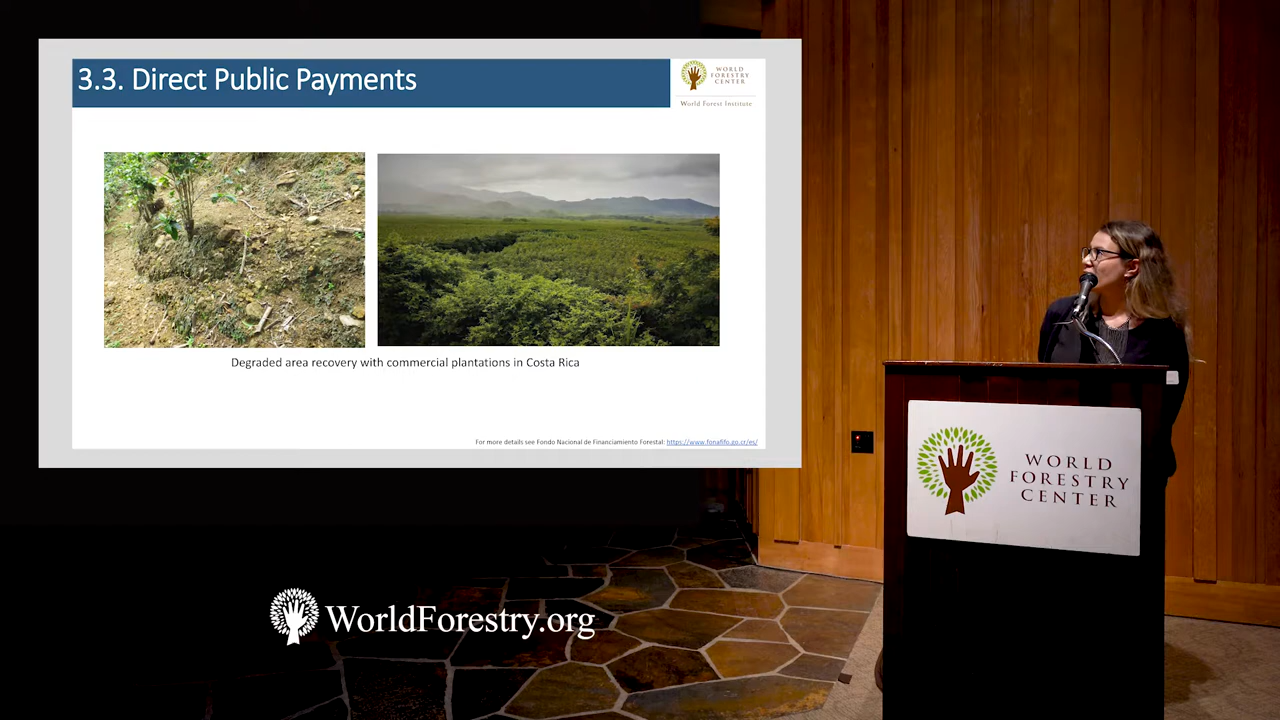 3.3. Direct Public Payments
WORLD
FORESTRY
CENTER
World Forest Institute
Degraded area recovery with commercial plantations in Costa Rica
For more details see Fondo Nacional de Financiamiento Forestal: https://www.fonafifo.go.cr/es/
WORLD
FORESTRY
CENTER
WorldForestry.org